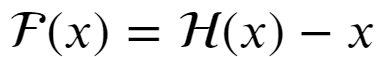 ℱ(x) = ℋ(x) − x